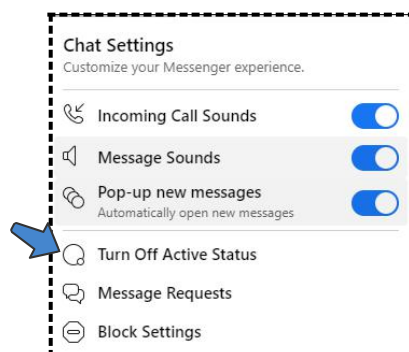 Chat Settings
Customize your Messenger experience.
Incoming Call Sounds
Message Sounds
Pop-up new messages
Automatically open new messages
Turn Off Active Status
Message Requests
Block Settings